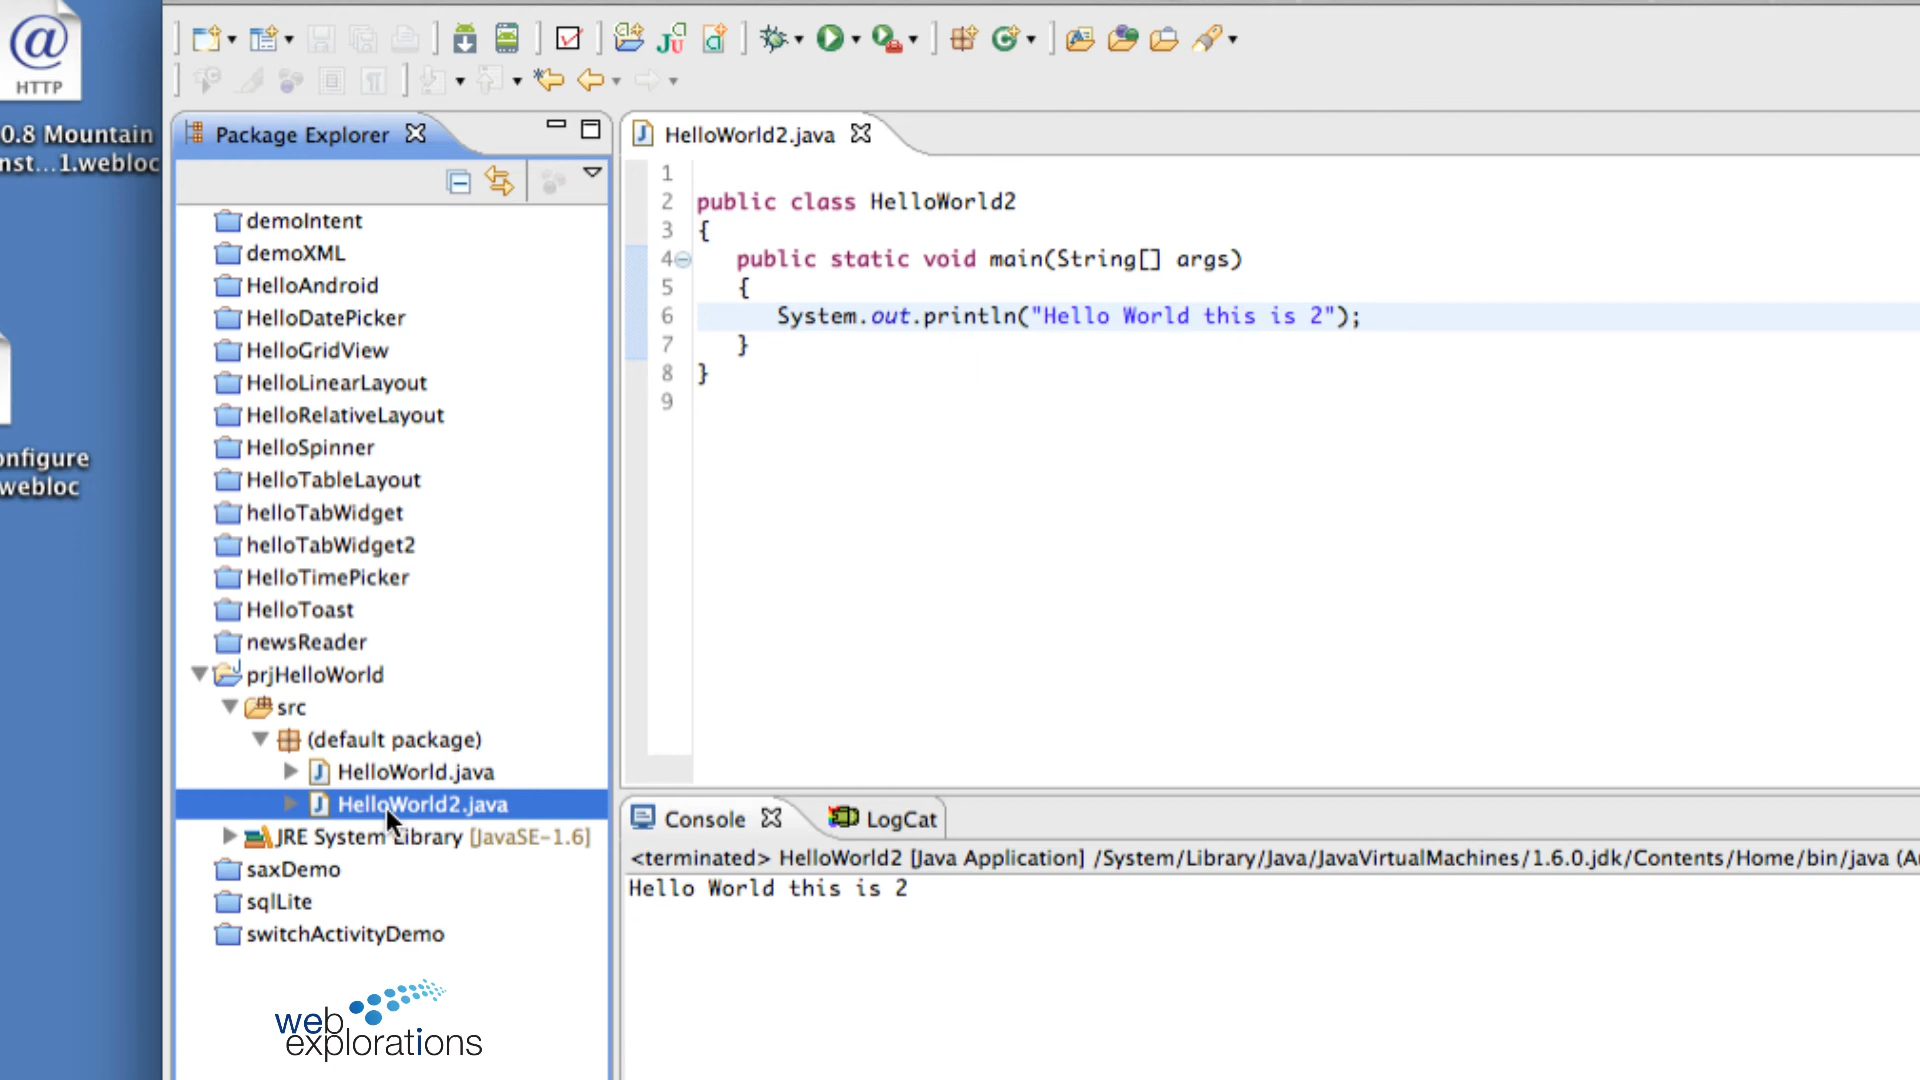 HTTP
0.8 Mountain
nst...1.webloc
onfigure
webloc
Package Explorer
demoIntent
demoXML
HelloAndroid
HelloDatePicker
HelloGridView
HelloLinearLayout
HelloRelativeLayout
HelloSpinner
HelloTableLayout
helloTabWidget
helloTabWidget2
HelloTimePicker
HelloToast
newsReader
prjHelloWorld
src
(default package)
HelloWorld.java
HelloWorld2.java
JRE System Library [JavaSE-1.6]
saxDemo
sqlLite
switchActivityDemo
web
explorations
HelloWorld2.java
1
2 public class HelloWorld2
3 {
4 public static void main(String[] args)
5 {
6 System.out.println("Hello World this is 2");
7 }
8 }
9
Console LogCat
<terminated> HelloWorld2 [Java Application] /System/Library/Java/JavaVirtualMachines/1.6.0.jdk/Contents/Home/bin/java (A
Hello World this is 2